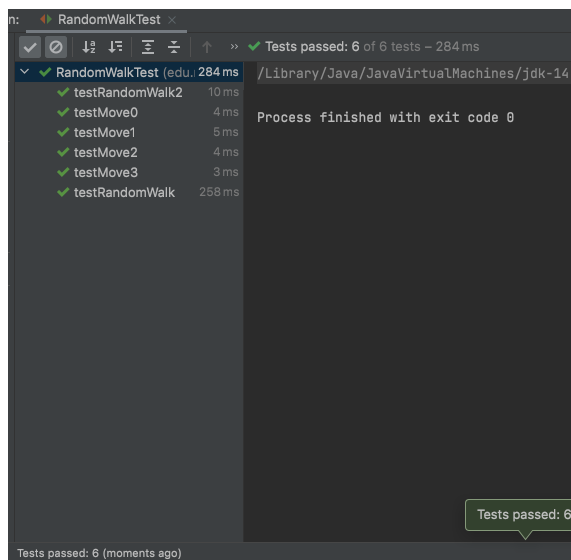 n: RandomWalkTest
Tests passed: 6 of 6 tests – 284 ms
RandomWalkTest (edu. 284 ms
testRandomWalk2 10 ms
testMove0 4 ms
testMove1 5 ms
testMove2 4 ms
testMove3 3 ms
testRandomWalk 258 ms
/Library/Java/JavaVirtualMachines/jdk-14
Process finished with exit code 0
Tests passed: 6
Tests passed: 6 (moments ago)